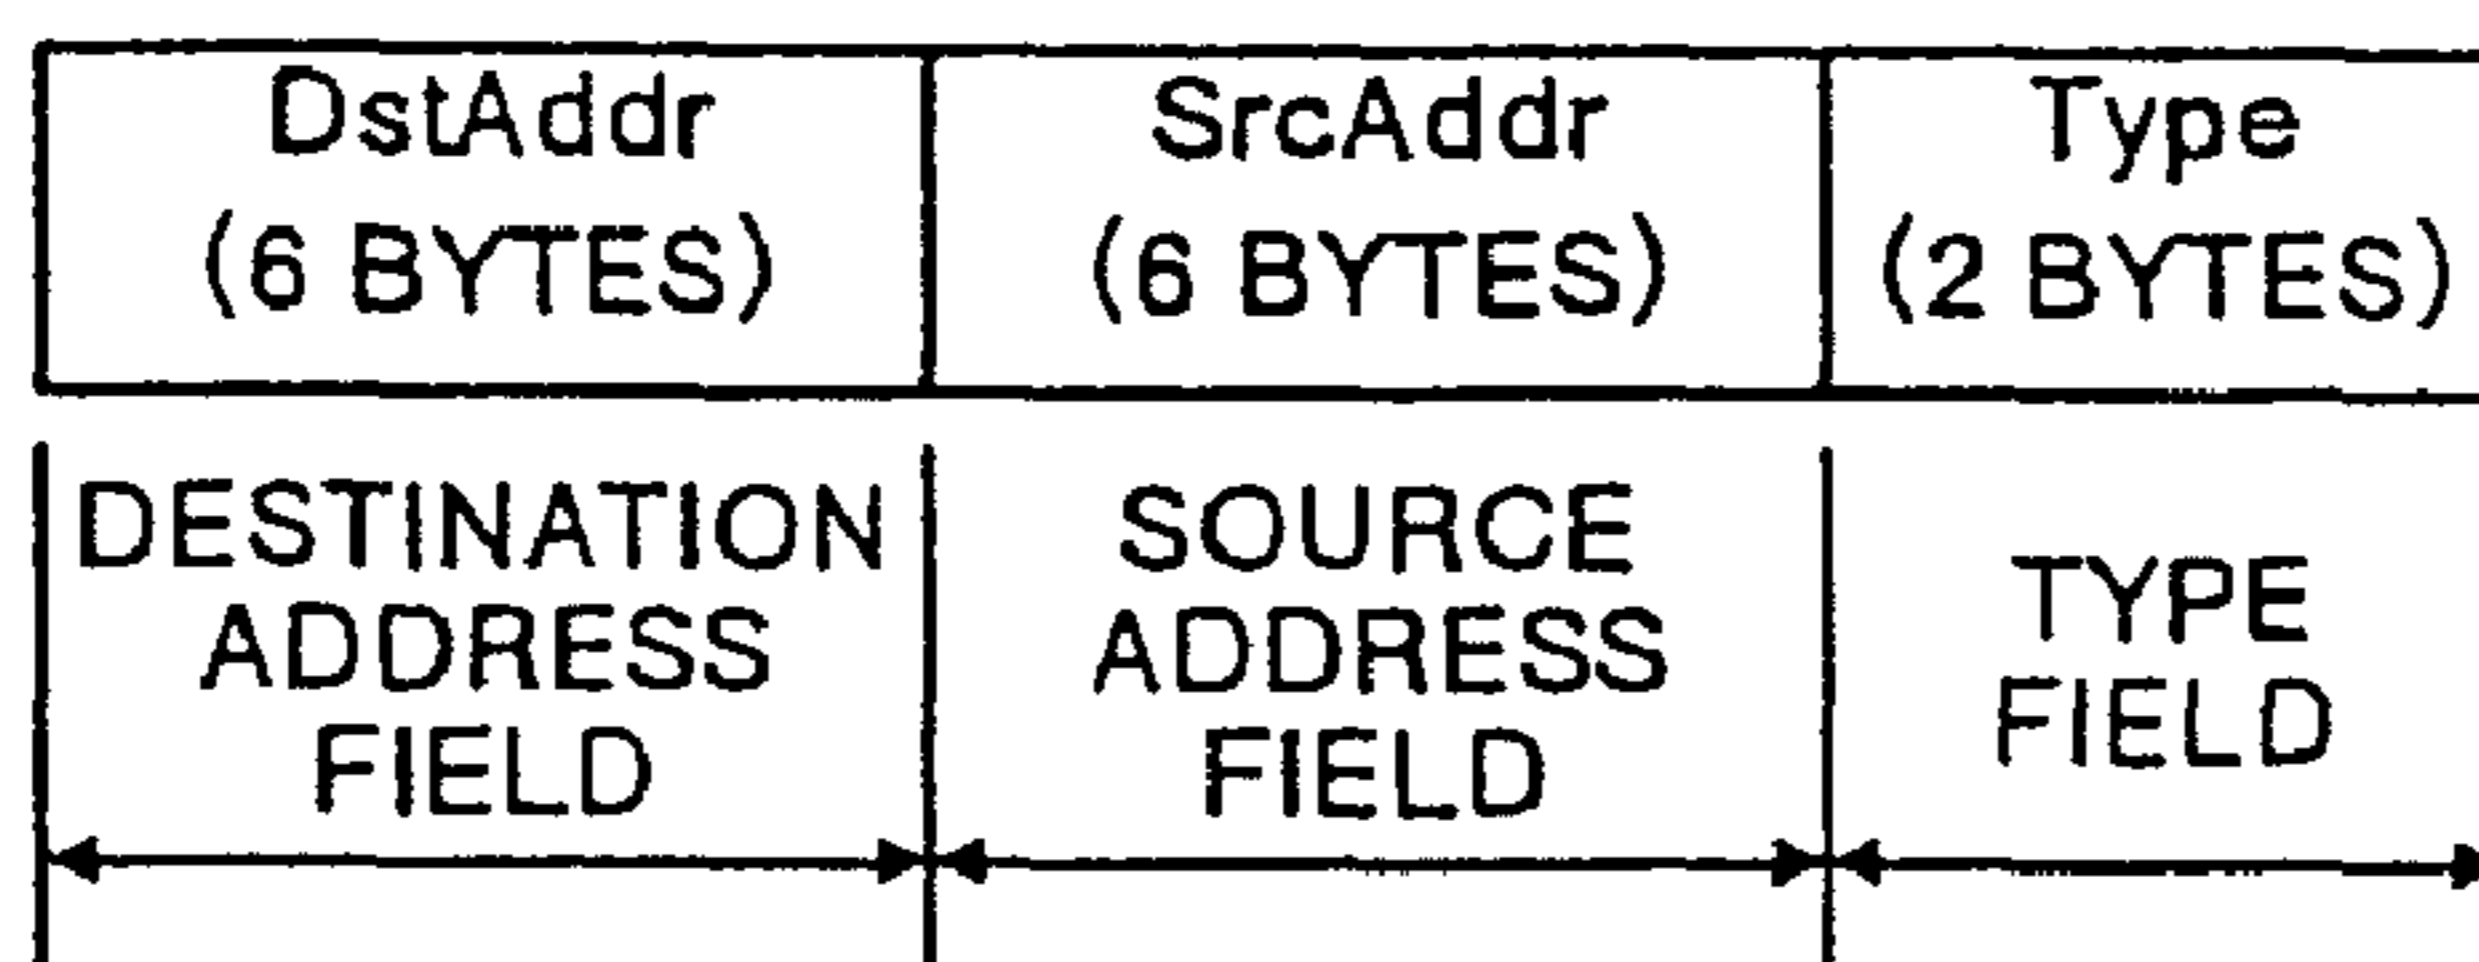 DstAddr
(6 BYTES)
SrcAddr
(6 BYTES)
Type
(2 BYTES)
DESTINATION
ADDRESS
FIELD
SOURCE
ADDRESS
FIELD
TYPE
FIELD